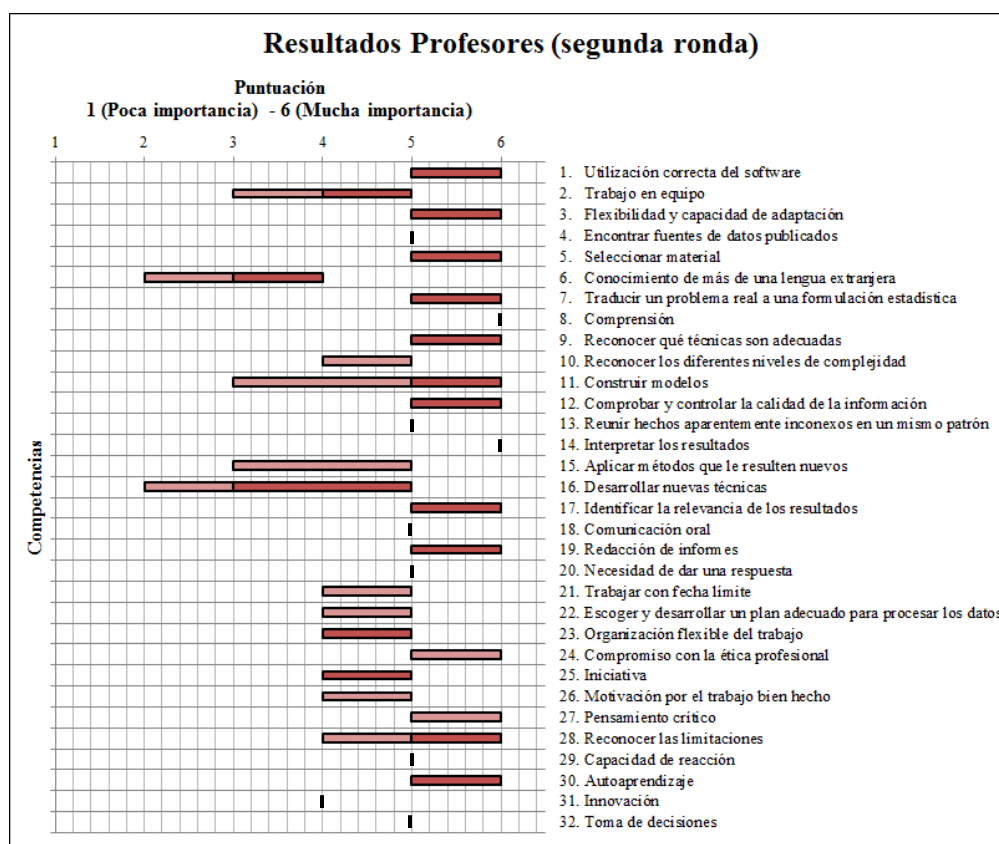 Resultados Profesores (segunda ronda)
Puntuación
1 (Poca importancia) - 6 (Mucha importancia)
1 2 3 4 5 6
1. Utilización correcta del software
2. Trabajo en equipo
3. Flexibilidad y capacidad de adaptación
4. Encontrar fuentes de datos publicados
5. Seleccionar material
6. Conocimiento de más de una lengua extranjera
7. Traducir un problema real a una formulación estadística
8. Comprensión
9. Reconocer qué técnicas son adecuadas
10. Reconocer los diferentes niveles de complejidad
11. Construir modelos
12. Comprobar y controlar la calidad de la información
13. Reunir hechos aparentemente inconexos en un mismo patrón
14. Interpretar los resultados
15. Aplicar métodos que le resulten nuevos
16. Desarrollar nuevas técnicas
17. Identificar la relevancia de los resultados
18. Comunicación oral
19. Redacción de informes
20. Necesidad de dar una respuesta
21. Trabajar con fecha límite
22. Escoger y desarrollar un plan adecuado para procesar los datos
23. Organización flexible del trabajo
24. Compromiso con la ética profesional
25. Iniciativa
26. Motivación por el trabajo bien hecho
27. Pensamiento crítico
28. Reconocer las limitaciones
29. Capacidad de reacción
30. Autoaprendizaje
31. Innovación
32. Toma de decisiones
Competencias